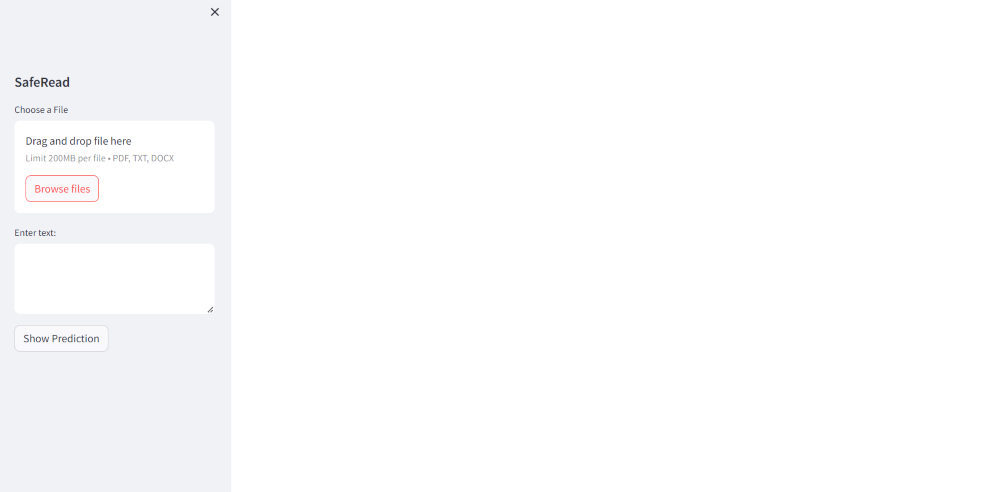 SafeRead
Choose a File
Drag and drop file here
Limit 200MB per file • PDF, TXT, DOCX
Browse files
Enter text:
Show Prediction